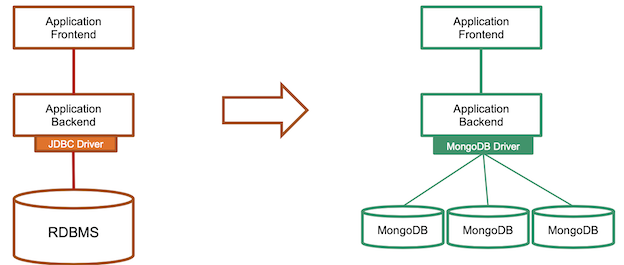 Application
Frontend
Application
Backend
JDBC Driver
RDBMS
Application
Frontend
Application
Backend
MongoDB Driver
MongoDB
MongoDB
MongoDB